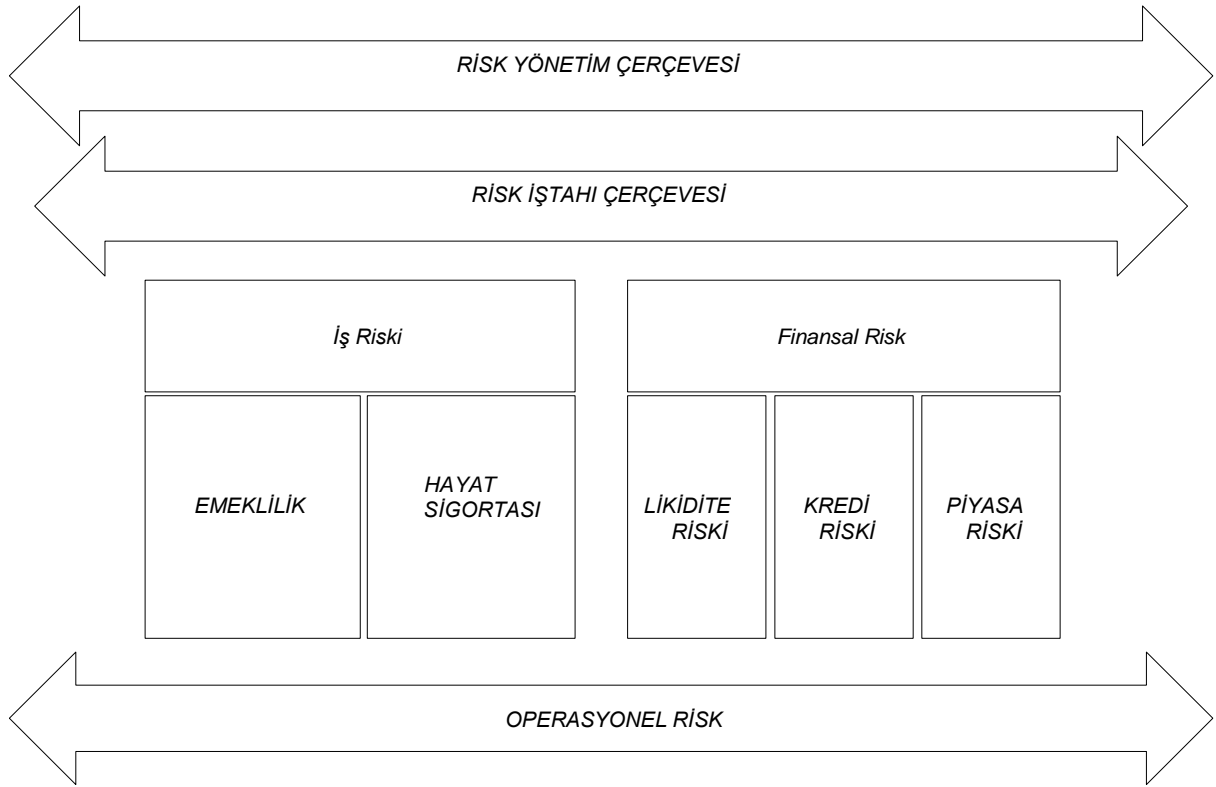 RİSK YÖNETİM ÇERÇEVESİ
RİSK İŞTAHI ÇERÇEVESİ
İş Riski
Finansal Risk
EMEKLİLİK
HAYAT
SİGORTASI
LİKİDİTE
RİSKİ
KREDİ
RİSKİ
PİYASA
RİSKİ
OPERASYONEL RİSK